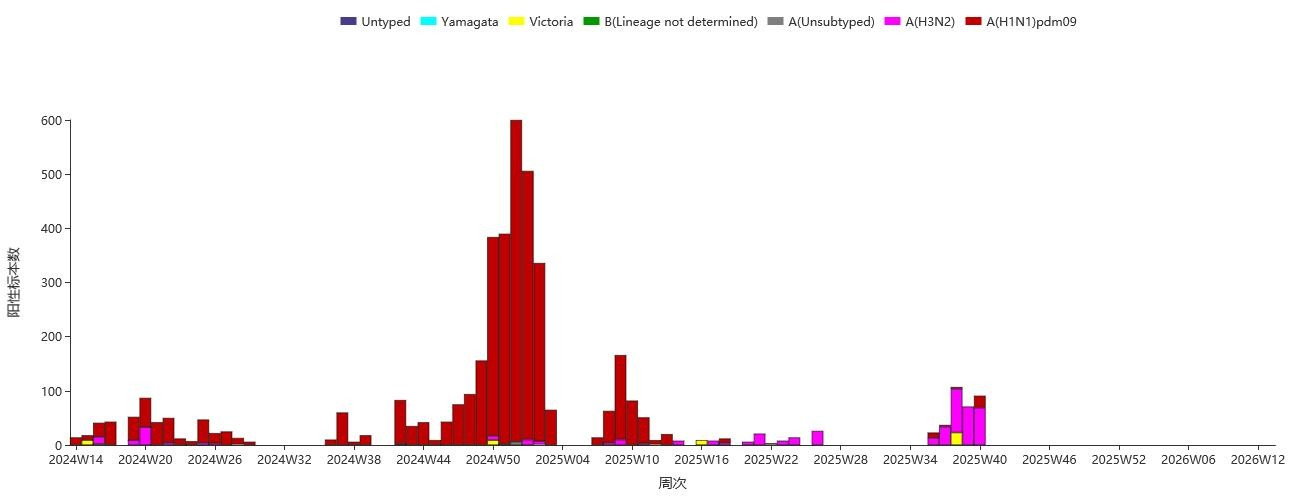 Untyped Yamagata Victoria B(Lineage not determined) A(Unsubtyped) A(H3N2) A(H1N1)pdm09
阳性标本数
600
500
400
300
200
100
0
2024W14 2024W20 2024W26 2024W32 2024W38 2024W44 2024W50 2025W04 2025W10 2025W16 2025W22 2025W28 2025W34 2025W40 2025W46 2025W52 2026W06 2026W12
周次